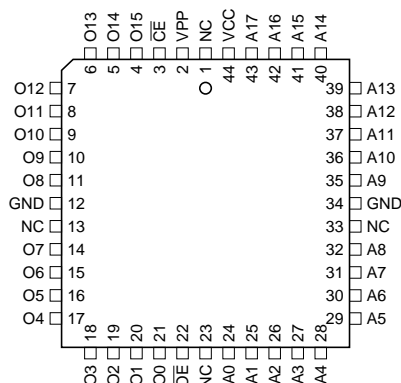 O13 O14 O15 C̅E̅ VPP NC VCC A17 A16 A15 A14
6 5 4 3 2 1 44 43 42 41 40
O12 7 39 A13
O11 8 38 A12
O10 9 37 A11
O9 10 36 A10
O8 11 35 A9
GND 12 34 GND
NC 13 33 NC
O7 14 32 A8
O6 15 31 A7
O5 16 30 A6
O4 17 29 A5
18 19 20 21 22 23 24 25 26 27 28
O3 O2 O1 O0 O̅E̅ NC A0 A1 A2 A3 A4